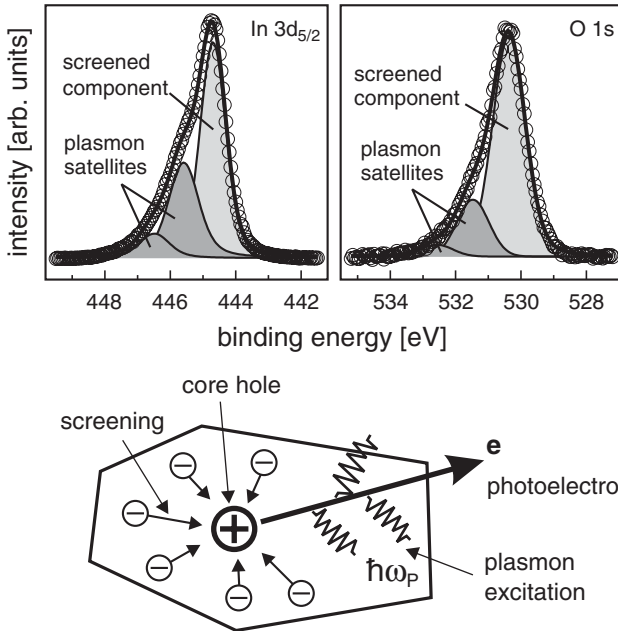 In 3d5/2
O 1s
intensity [arb. units]
screened
component
plasmon
satellites
screened
component
plasmon
satellites
448 446 444 442
534 532 530 528
binding energy [eV]
core hole
screening
e
photoelectro
ħωP
plasmon
excitation